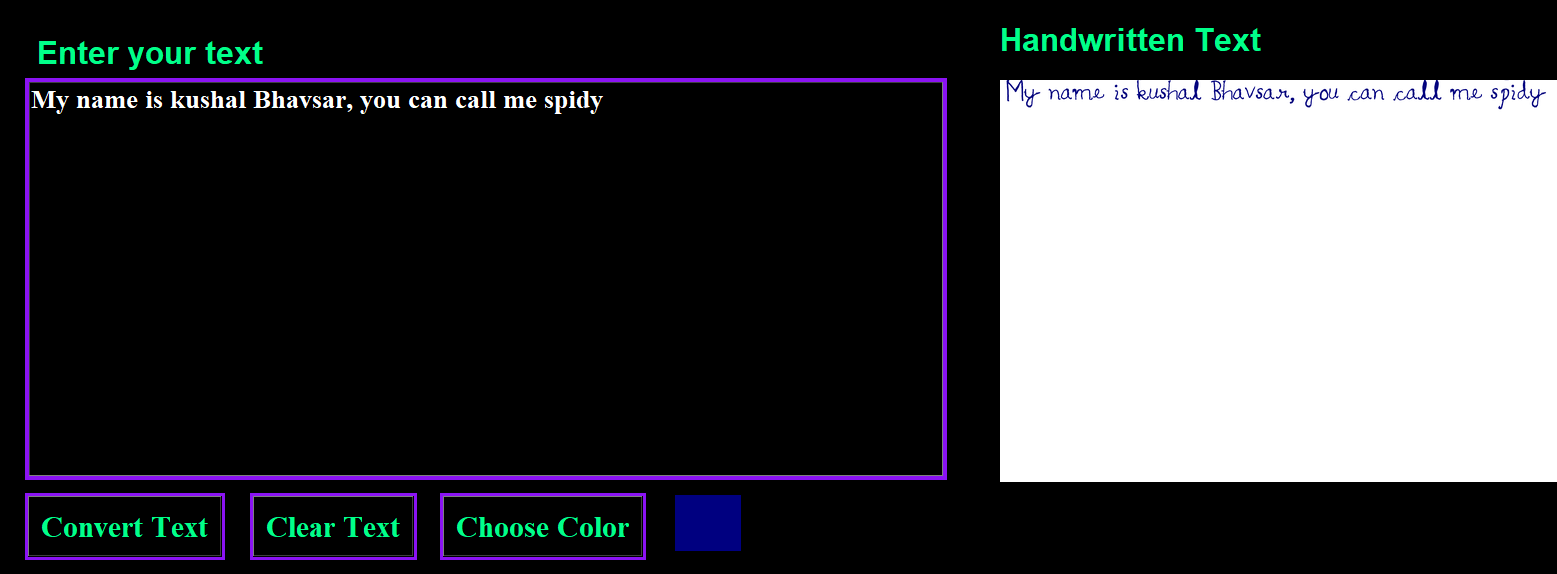 Enter your text
My name is kushal Bhavsar, you can call me spidy
Convert Text
Clear Text
Choose Color
Handwritten Text
My name is kushal Bhavsar, you can call me spidy